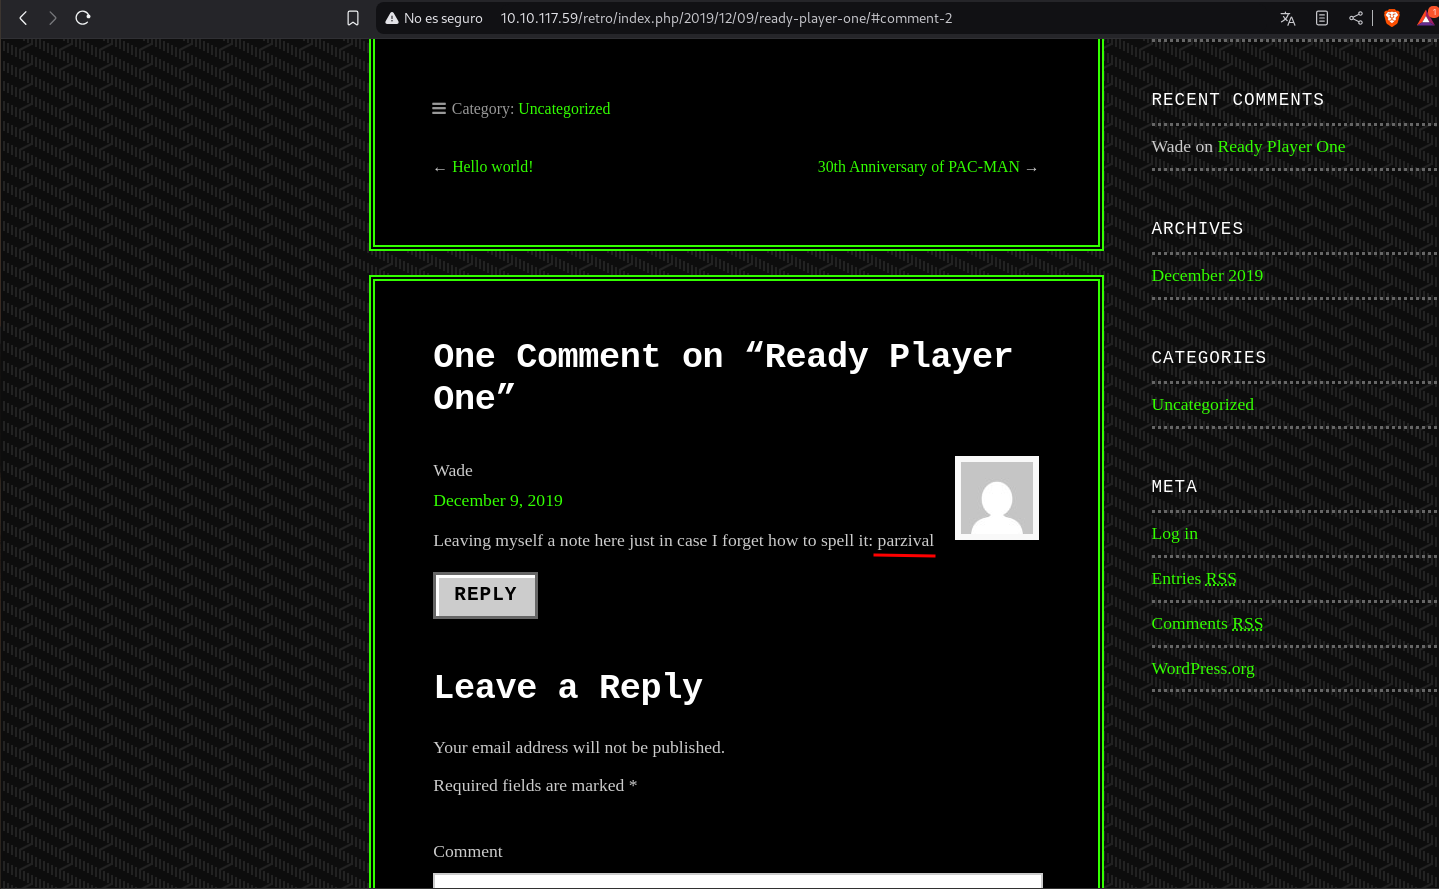 No es seguro 10.10.117.59/retro/index.php/2019/12/09/ready-player-one/#comment-2
1
Category: Uncategorized
← Hello world!
30th Anniversary of PAC-MAN →
One Comment on “Ready Player
One”
Wade
December 9, 2019
Leaving myself a note here just in case I forget how to spell it: parzival
REPLY
Leave a Reply
Your email address will not be published.
Required fields are marked *
Comment
RECENT COMMENTS
Wade on Ready Player One
ARCHIVES
December 2019
CATEGORIES
Uncategorized
META
Log in
Entries RSS
Comments RSS
WordPress.org